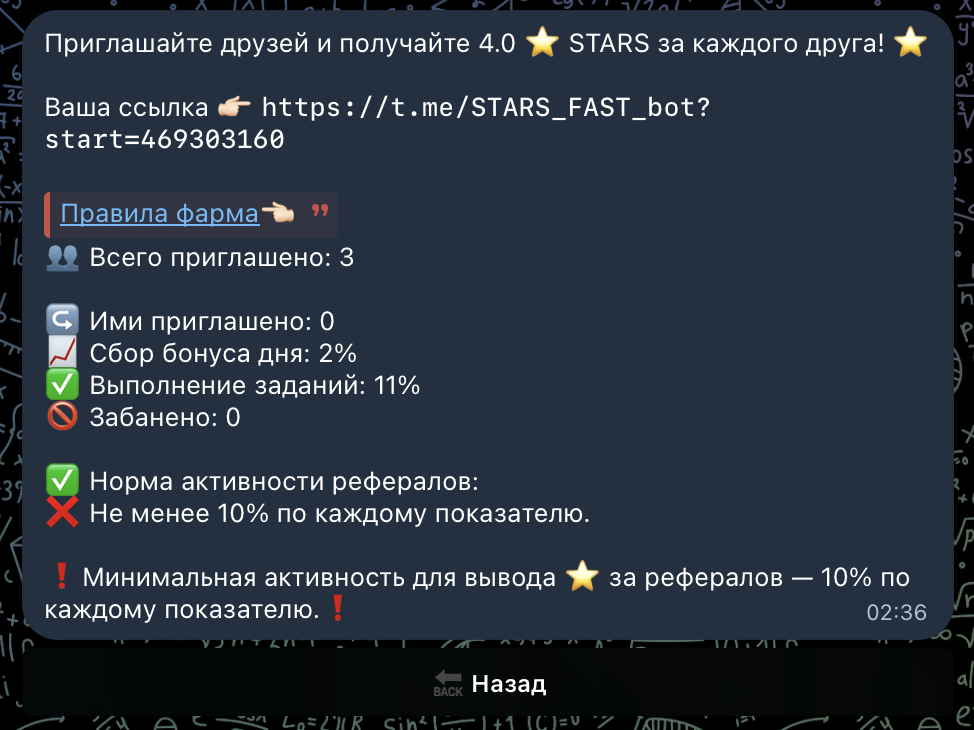 Приглашайте друзей и получайте 4.0 ⭐ STARS за каждого друга! ⭐
Ваша ссылка 👉🏻 https://t.me/STARS_FAST_bot?
start=469303160
Правила фарма👈🏻 ”
👥 Всего приглашено: 3
↪️ Ими приглашено: 0
📈 Сбор бонуса дня: 2%
✅ Выполнение заданий: 11%
🚫 Забанено: 0
✅ Норма активности рефералов:
❌ Не менее 10% по каждому показателю.
❗ Минимальная активность для вывода ⭐ за рефералов — 10% по
каждому показателю. ❗
02:36
🔙 Назад